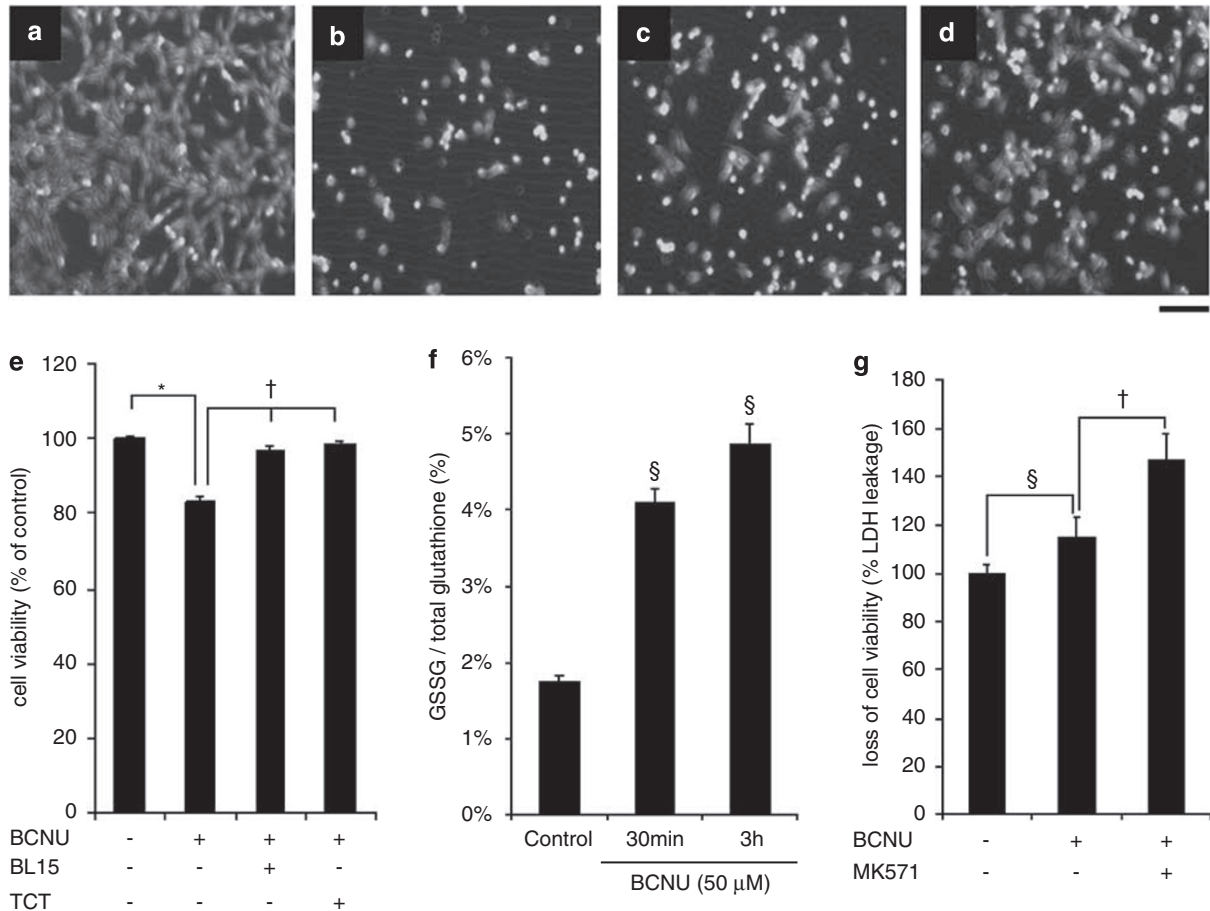 a
b
c
d
e
cell viability (% of control)
120
100
80
60
40
20
0
*
†
BCNU - + + +
BL15 - - + -
TCT - - - +
f
GSSG / total glutathione (%)
6%
5%
4%
3%
2%
1%
0%
§
§
Control 30min 3h
BCNU (50 µM)
g
loss of cell viability (% LDH leakage)
180
160
140
120
100
80
60
40
20
0
§
†
BCNU - + +
MK571 - - +